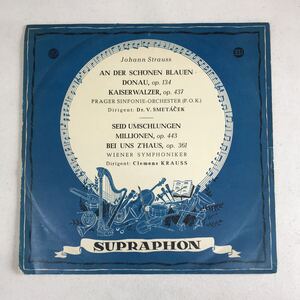 Johann Strauss
AN DER SCHÖNEN BLAUEN
DONAU, op. 134
KAISERWALZER, op. 437
PRAGER SINFONIE-ORCHESTER (F.O.K.)
Dirigent: Dr. V. SMETÁČEK
SEID UMSCHLUNGEN
MILLIONEN, op. 443
BEI UNS Z'HAUS, op. 361
WIENER SYMPHONIKER
Dirigent: Clemens KRAUSS
SUPRAPHON